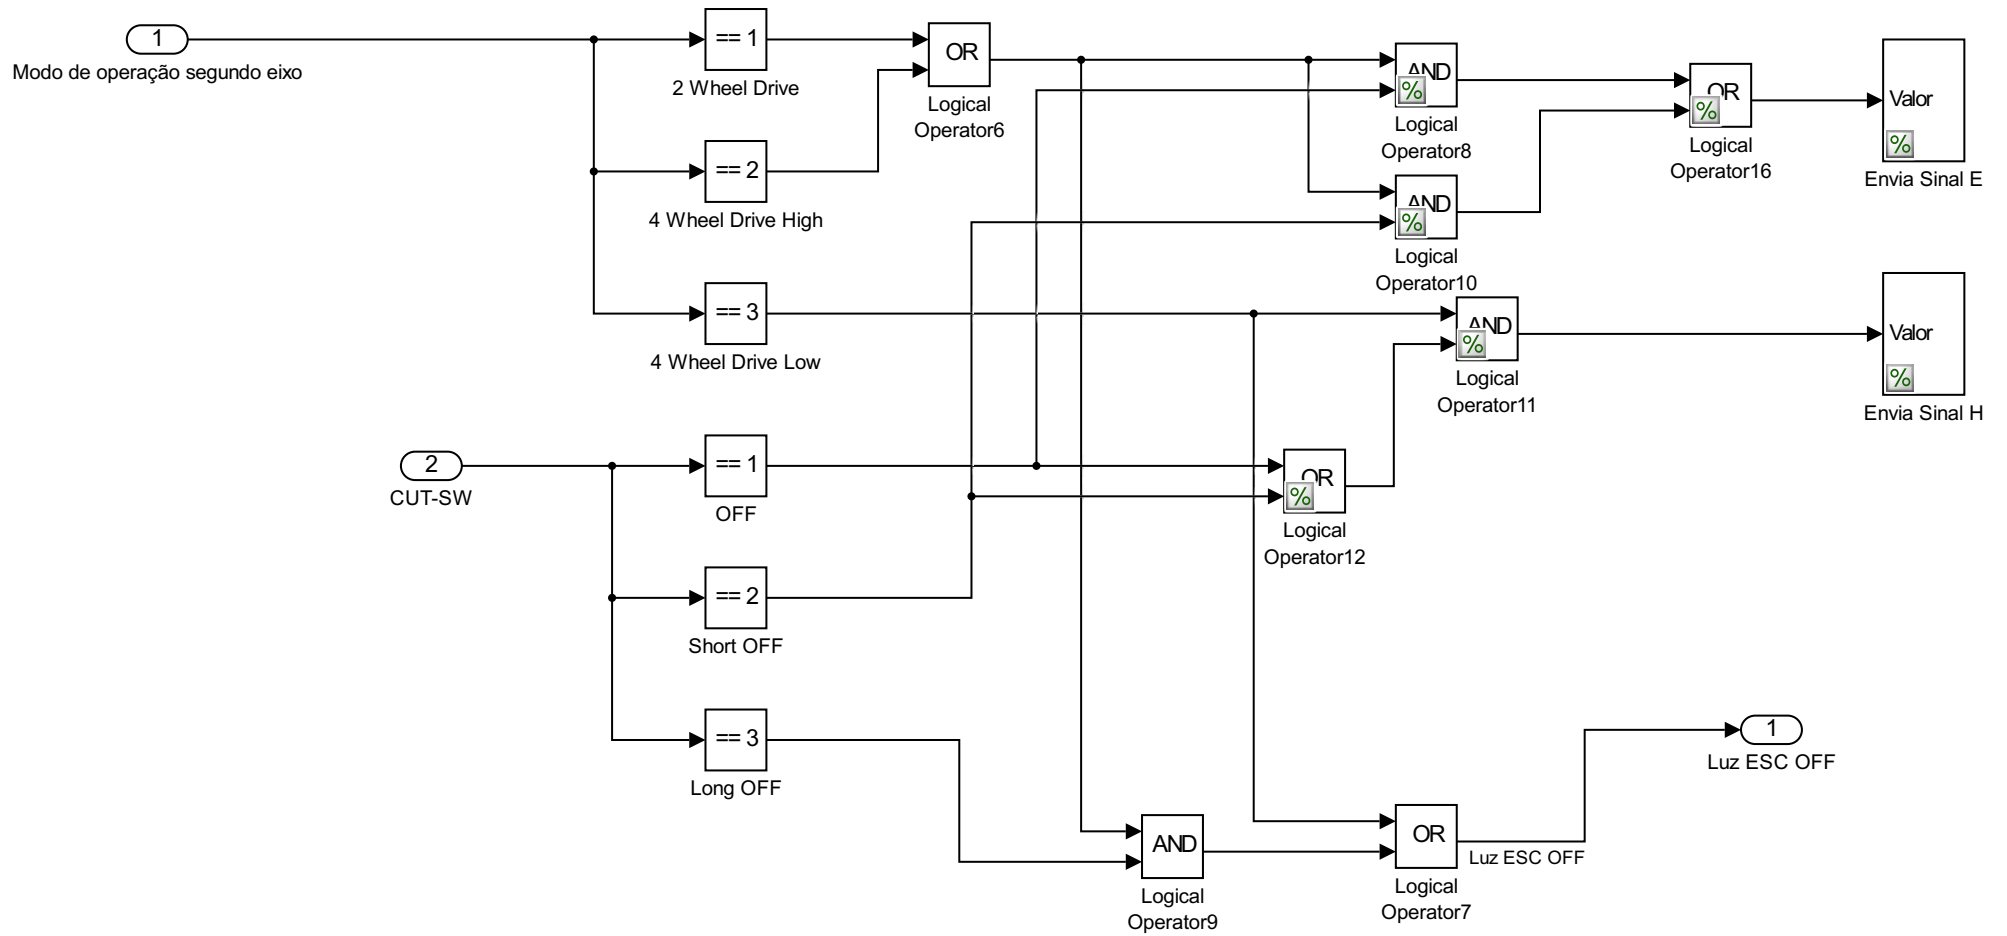 1
Modo de operação segundo eixo
== 1
2 Wheel Drive
OR
Logical
Operator6
== 2
4 Wheel Drive High
== 3
4 Wheel Drive Low
AND
%
Logical
Operator8
AND
%
Logical
Operator10
OR
%
Logical
Operator16
Valor
%
Envia Sinal E
AND
%
Logical
Operator11
Valor
%
Envia Sinal H
2
CUT-SW
== 1
OFF
== 2
Short OFF
== 3
Long OFF
OR
%
Logical
Operator12
AND
Logical
Operator9
OR
Logical
Operator7
Luz ESC OFF
1
Luz ESC OFF